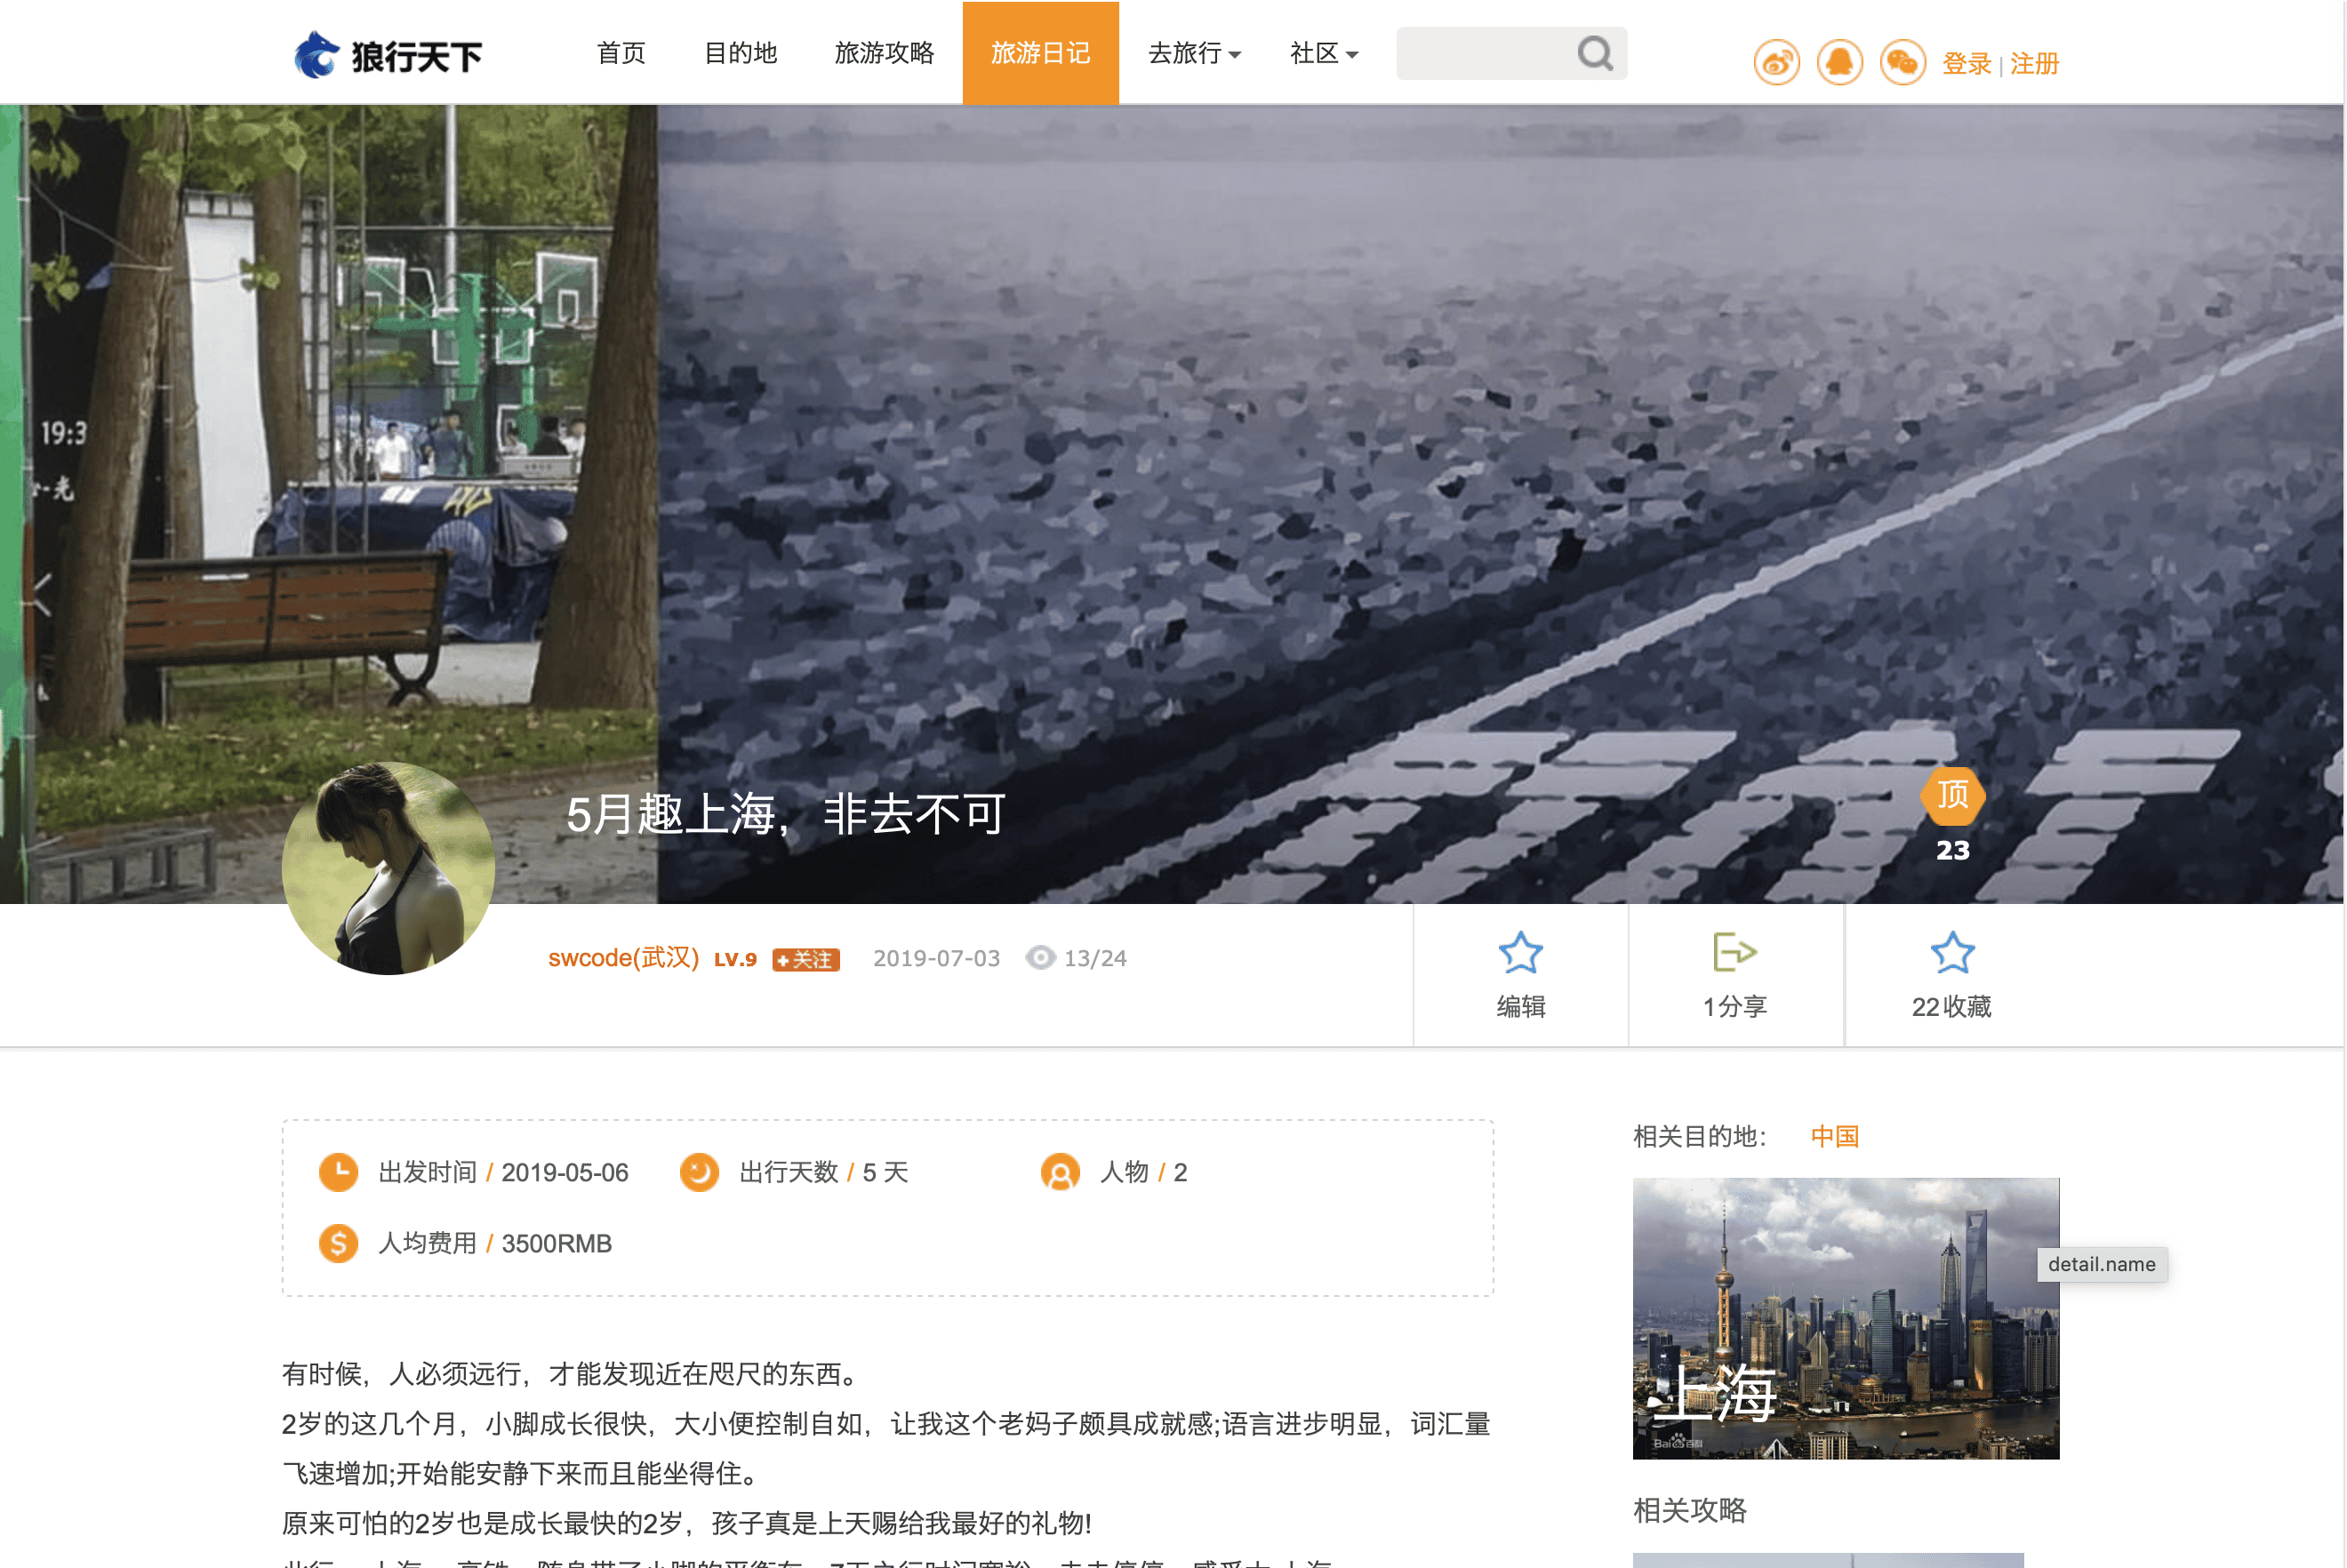 狼行天下
首页
目的地
旅游攻略
旅游日记
去旅行
社区
登录 | 注册
19:3
光
5月趣上海，非去不可
顶
23
swcode(武汉) LV.9 +关注 2019-07-03 13/24
编辑
1分享
22收藏
出发时间 / 2019-05-06
出行天数 / 5 天
人物 / 2
人均费用 / 3500RMB
有时候，人必须远行，才能发现近在咫尺的东西。
2岁的这几个月，小脚成长很快，大小便控制自如，让我这个老妈子颇具成就感;语言进步明显，词汇量
飞速增加;开始能安静下来而且能坐得住。
原来可怕的2岁也是成长最快的2岁，孩子真是上天赐给我最好的礼物!
相关目的地：
中国
detail.name
上海
Bai百科
相关攻略